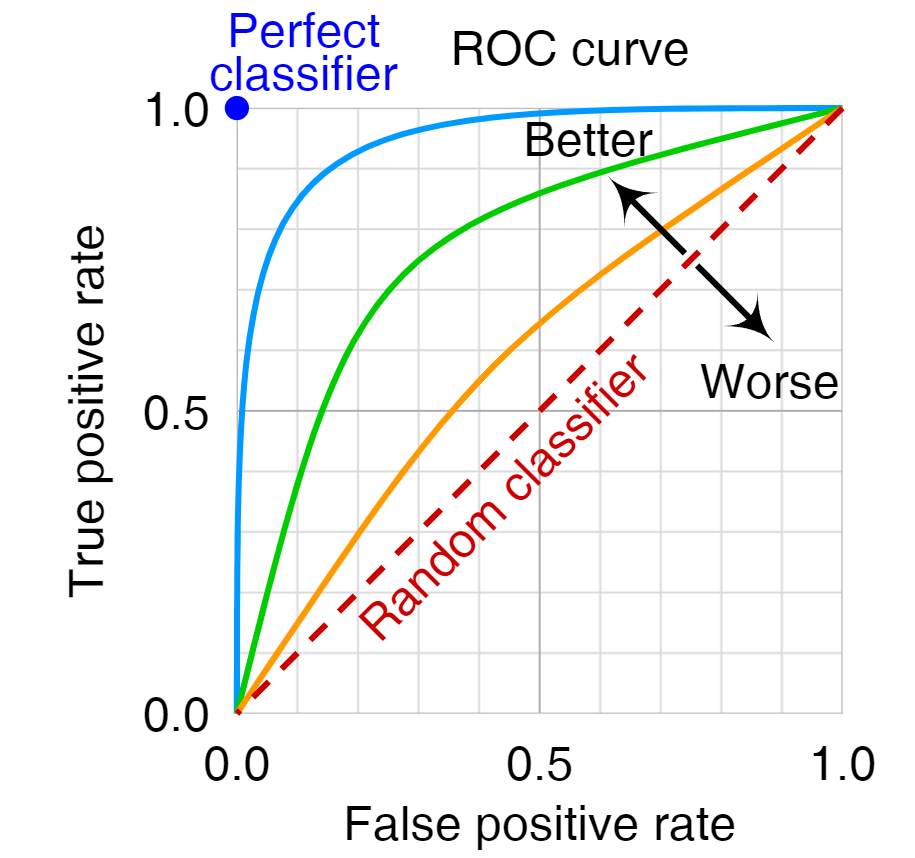 Perfect
classifier
ROC curve
1.0
Better
True positive rate
0.5
Worse
Random classifier
0.0
0.0
0.5
1.0
False positive rate